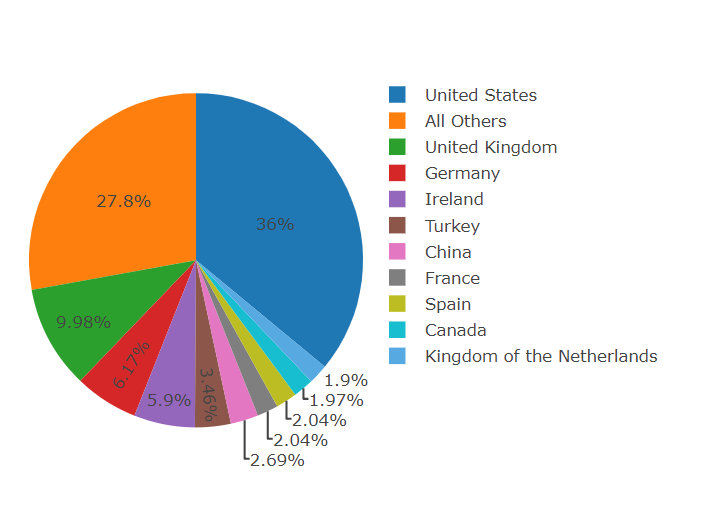 United States
All Others
United Kingdom
27.8%
36%
Germany
Ireland
Turkey
China
France
Spain
9.98%
Canada
6.17%
Kingdom of the Netherlands
1.9%
3.46%
5.9%
1.97%
2.04%
2.04%
2.69%